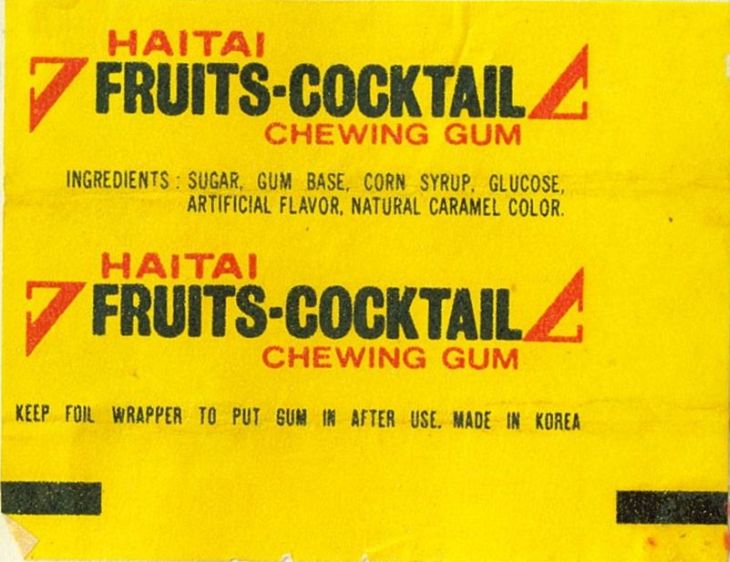 HAITAI
FRUITS-COCKTAIL
CHEWING GUM
INGREDIENTS : SUGAR, GUM BASE, CORN SYRUP, GLUCOSE,
ARTIFICIAL FLAVOR, NATURAL CARAMEL COLOR.
HAITAI
FRUITS-COCKTAIL
CHEWING GUM
KEEP FOIL WRAPPER TO PUT GUM IN AFTER USE. MADE IN KOREA